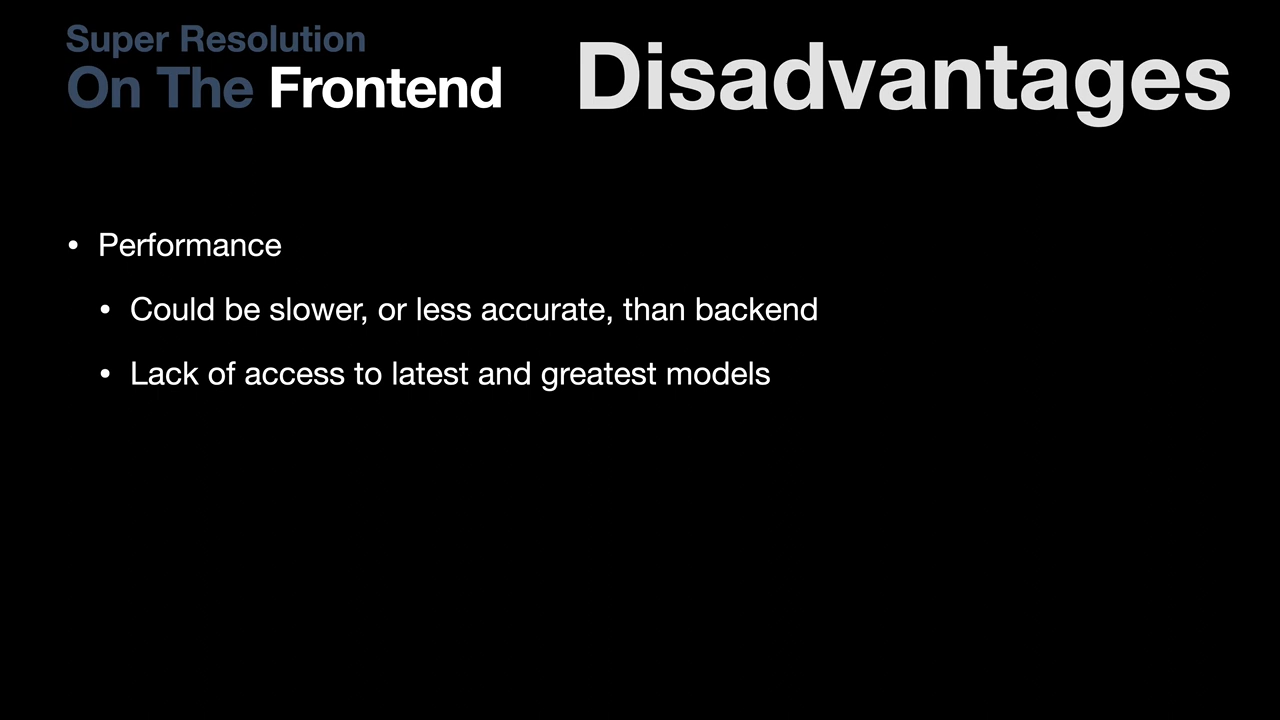 Super Resolution
On The Frontend
Disadvantages
• Performance
• Could be slower, or less accurate, than backend
• Lack of access to latest and greatest models